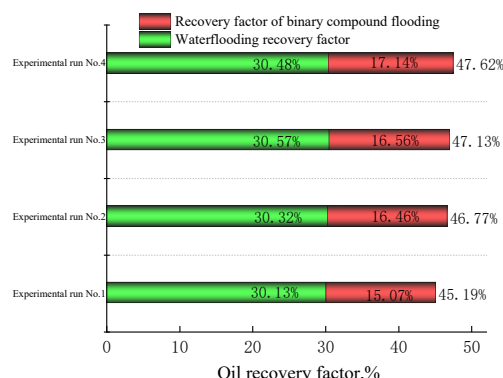 Recovery factor of binary compound flooding
Waterflooding recovery factor
Experimental run No.4
30.48%
17.14%
47.62%
Experimental run No.3
30.57%
16.56%
47.13%
Experimental run No.2
30.32%
16.46%
46.77%
Experimental run No.1
30.13%
15.07%
45.19%
0
10
20
30
40
50
Oil recovery factor,%